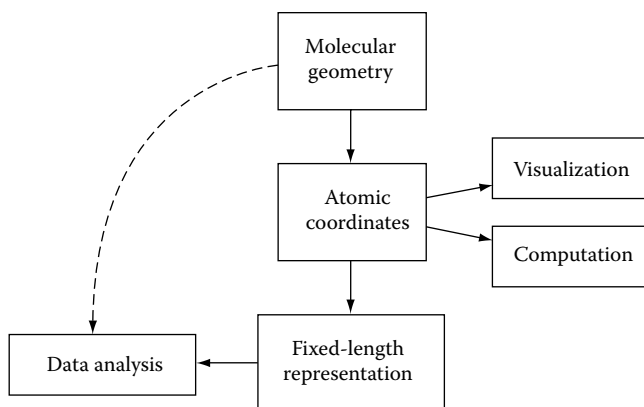 Molecular
geometry
Visualization
Atomic
coordinates
Computation
Fixed-length
representation
Data analysis